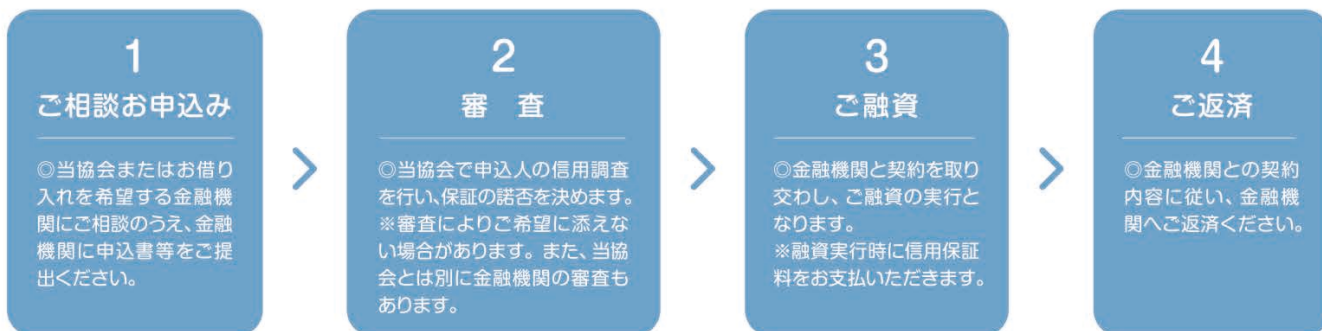 1
ご相談お申込み
◎当協会またはお借り
入れを希望する金融機
関にご相談のうえ、金融
機関に申込書等をご提
出ください。
2
審　査
◎当協会で申込人の信用調査
を行い、保証の諾否を決めます。
※審査によりご希望に添えな
い場合があります。また、当協
会とは別に金融機関の審査も
あります。
3
ご融資
◎金融機関と契約を取り
交わし、ご融資の実行と
なります。
※融資実行時に信用保証
料をお支払いただきます。
4
ご返済
◎金融機関との契約
内容に従い、金融機
関へご返済ください。